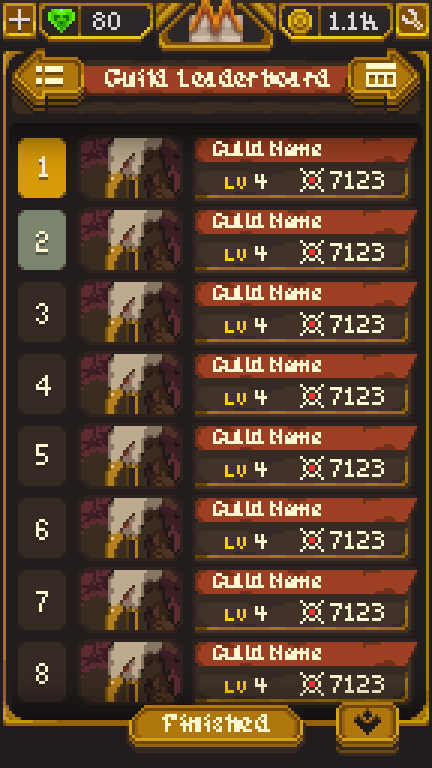 80
1.1k
Guild Leaderboard
1
Guild Name
Lv 4 7123
2
Guild Name
Lv 4 7123
3
Guild Name
Lv 4 7123
4
Guild Name
Lv 4 7123
5
Guild Name
Lv 4 7123
6
Guild Name
Lv 4 7123
7
Guild Name
Lv 4 7123
8
Guild Name
Lv 4 7123
Finished